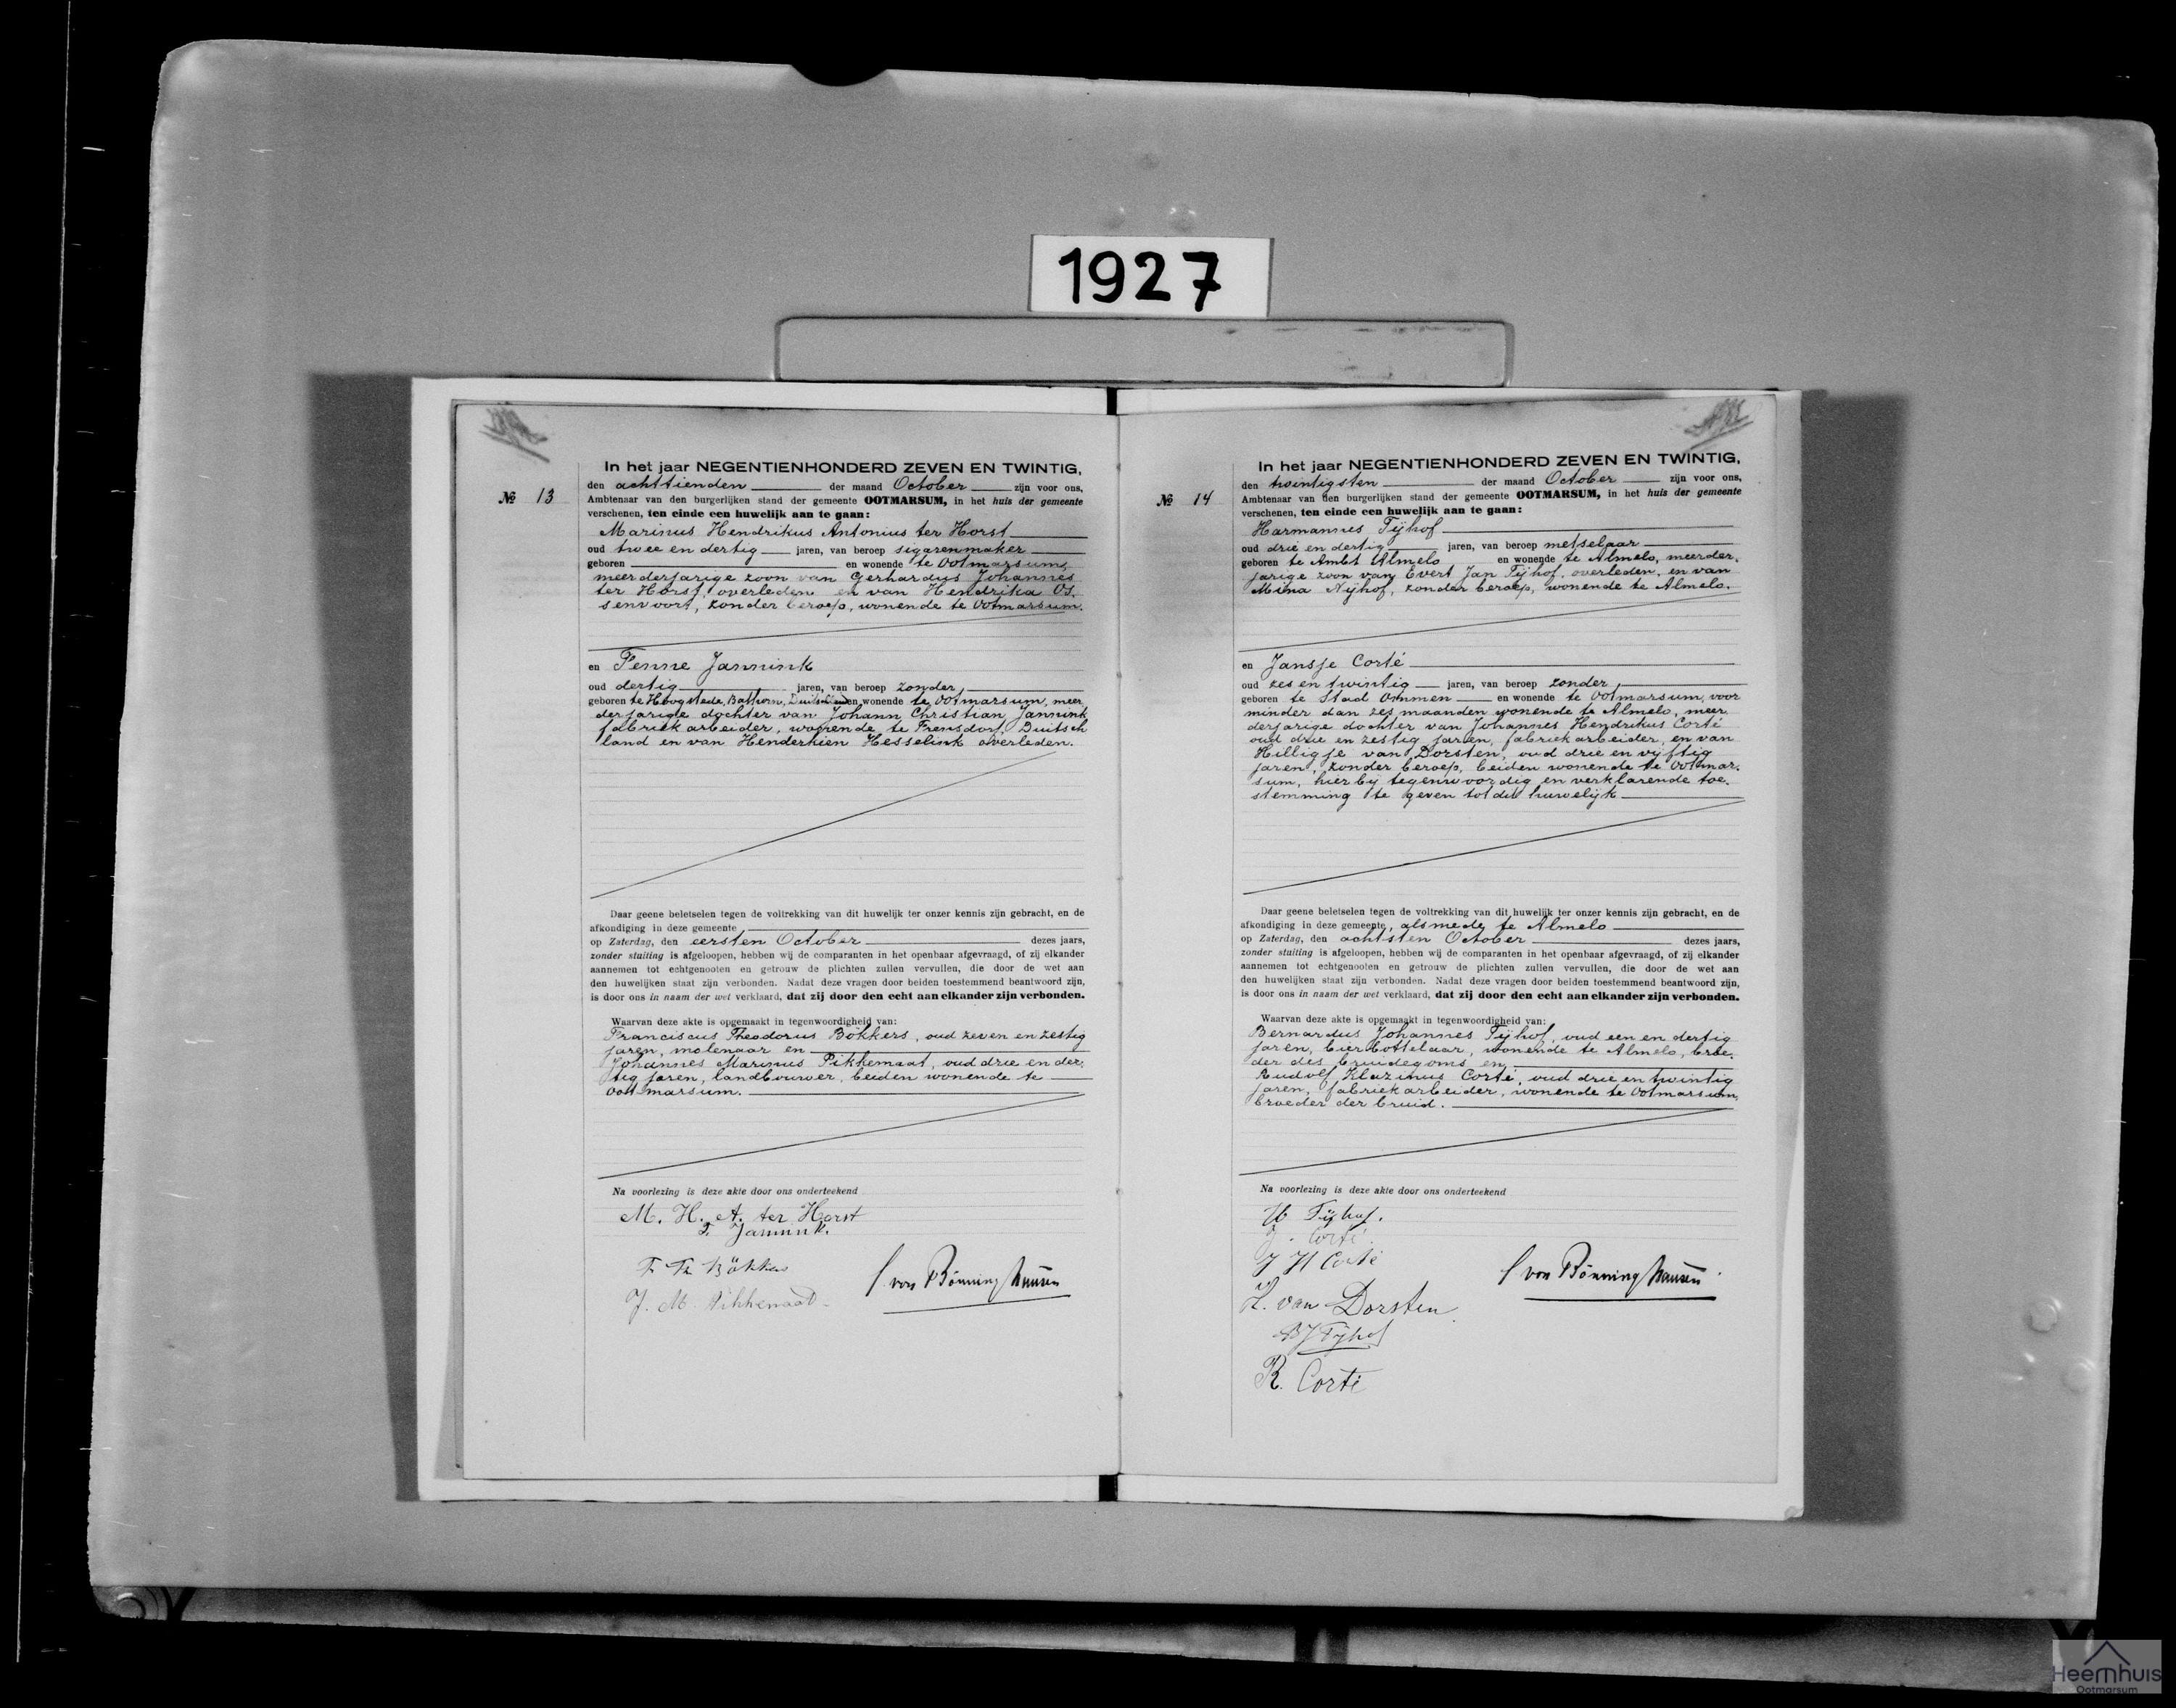 1927
In het jaar NEGENTIENHONDERD ZEVEN EN TWINTIG,
den achttienden der maand October zijn voor ons,
№ 13
Ambtenaar van den burgerlijken stand der gemeente OOTMARSUM, in het huis der gemeente
verschenen, ten einde een huwelijk aan te gaan:
Marinus Hendrikus Antonius ter Horst
oud twee en dertig jaren, van beroep sigarenmaker
geboren en wonende te Ootmarsum,
meerderjarige zoon van Gerhardus Johannes
ter Horst, overleden en van Hendrika Os-
senvoort, zonder beroep, wonende te Ootmarsum.
en Fenne Jannink
oud dertig jaren, van beroep zonder,
geboren te Hoogstede, Bathorn, Duitschland en wonende te Ootmarsum, meer
derjarige dochter van Johann Christian Jannink
fabriekarbeider, wonende te Frensdorf, Duitsch
land en van Henderkien Hesselink overleden.
Daar geene beletselen tegen de voltrekking van dit huwelijk ter onzer kennis zijn gebracht, en de
afkondiging in deze gemeente
op Zaterdag, den eersten October dezes jaars,
zonder stuiting is afgeloopen, hebben wij de comparanten in het openbaar afgevraagd, of zij elkander
aannemen tot echtgenooten en getrouw de plichten zullen vervullen, die door de wet aan
den huwelijken staat zijn verbonden. Nadat deze vragen door beiden toestemmend beantwoord zijn,
is door ons in naam der wet verklaard, dat zij door den echt aan elkander zijn verbonden.
Waarvan deze akte is opgemaakt in tegenwoordigheid van:
Franciscus Theodorus Bökkers, oud zeven en zestig
jaren, molenaar en
Johannes Marinus Pikkemaat, oud drie en der-
tig jaren, landbouwer, beiden wonende te
Ootmarsum.
Na voorlezing is deze akte door ons onderteekend
M. H. A. ter Horst
F. Jannink.
F. Th Bökkers
J. M. Pikkemaat
von Bönninghausen
In het jaar NEGENTIENHONDERD ZEVEN EN TWINTIG,
den twintigsten der maand October zijn voor ons,
№ 14
Ambtenaar van den burgerlijken stand der gemeente OOTMARSUM, in het huis der gemeente
verschenen, ten einde een huwelijk aan te gaan:
Harmannes Tijhof
oud drie en dertig jaren, van beroep metselaar
geboren te Ambt Almelo en wonende te Almelo, meerder-
jarige zoon van Evert Jan Tijhof, overleden, en van
Mina Nijhof, zonder beroep, wonende te Almelo.
en Jansje Corté
oud zes en twintig jaren, van beroep zonder,
geboren te Stad Ommen en wonende te Ootmarsum, voor
minder dan zes maanden wonende te Almelo, meer
derjarige dochter van Johannes Hendrikus Corté
oud drie en zestig jaren, fabriekarbeider, en van
Hilligje van Dorsten, oud drie en vijftig
jaren, zonder beroep, beiden wonende te Ootmar-
sum, hierbij tegenwoordig en verklarende toe-
stemming te geven tot dit huwelijk
Daar geene beletselen tegen de voltrekking van dit huwelijk ter onzer kennis zijn gebracht, en de
afkondiging in deze gemeente, alsmede te Almelo
op Zaterdag, den achtsten October dezes jaars,
zonder stuiting is afgeloopen, hebben wij de comparanten in het openbaar afgevraagd, of zij elkander
aannemen tot echtgenooten en getrouw de plichten zullen vervullen, die door de wet aan
den huwelijken staat zijn verbonden. Nadat deze vragen door beiden toestemmend beantwoord zijn,
is door ons in naam der wet verklaard, dat zij door den echt aan elkander zijn verbonden.
Waarvan deze akte is opgemaakt in tegenwoordigheid van:
Bernardus Johannes Tijhof, oud een en dertig
jaren, bierbottelaar, wonende te Almelo, broe-
der des bruidegoms en
Rudolf Klazinus Corté, oud drie en twintig
jaren, fabriekarbeider, wonende te Ootmarsum,
broeder der bruid.
Na voorlezing is deze akte door ons onderteekend
H Tijhof.
J. Corté.
J H Corté
H. van Dorsten
B J Tijhof
R. Corté
von Bönninghausen
Heemhuis
Ootmarsum